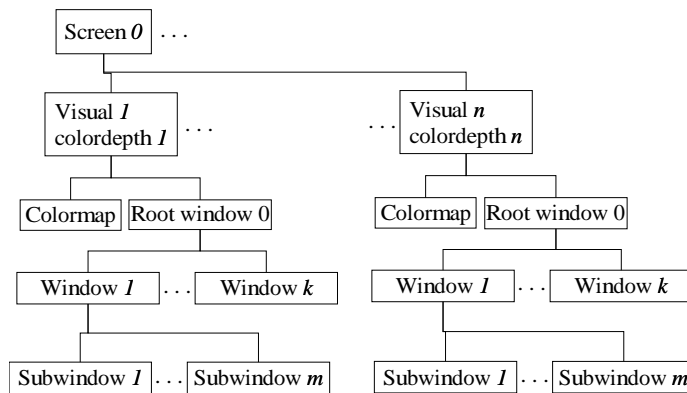 Screen 0 . . .
Visual 1
colordepth 1
. . .
. . .
Visual n
colordepth n
Colormap
Root window 0
Colormap
Root window 0
Window 1 . . . Window k
Window 1 . . . Window k
Subwindow 1 . . . Subwindow m
Subwindow 1 . . . Subwindow m